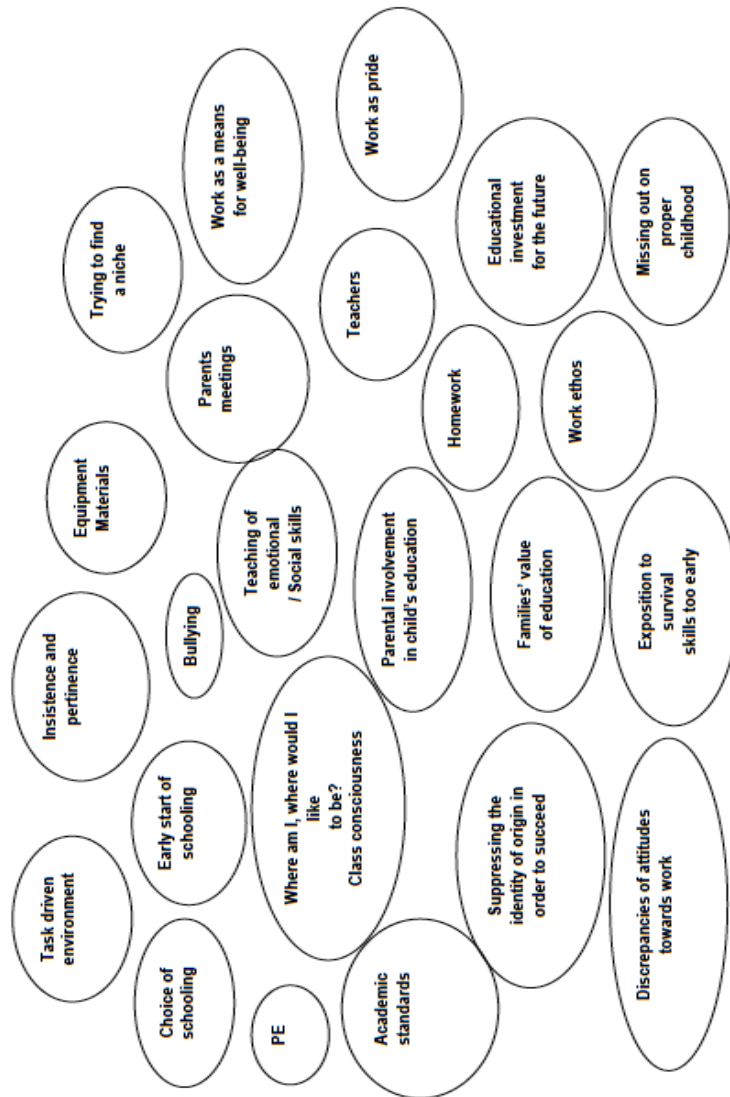 Task driven
environment
Insistence and
pertinence
Equipment
Materials
Trying to find
a niche
Choice of
schooling
Early start of
schooling
Bullying
Parents
meetings
Work as a means
for well-being
PE
Where am I, where would I
like
to be?
Class consciousness
Teaching of
emotional
/ Social skills
Teachers
Work as pride
Academic
standards
Parental involvement
in child's education
Homework
Suppressing the
identity of origin in
order to succeed
Families' value
of education
Work ethos
Educational
investment
for the future
Discrepancies of attitudes
towards work
Exposition to
survival
skills too early
Missing out on
proper
childhood